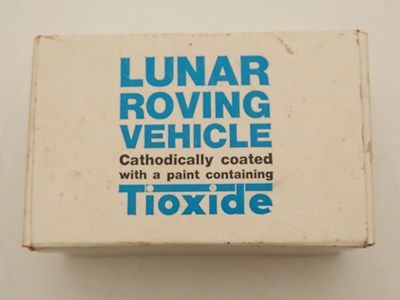 LUNAR
ROVING
VEHICLE
Cathodically coated
with a paint containing
Tioxide